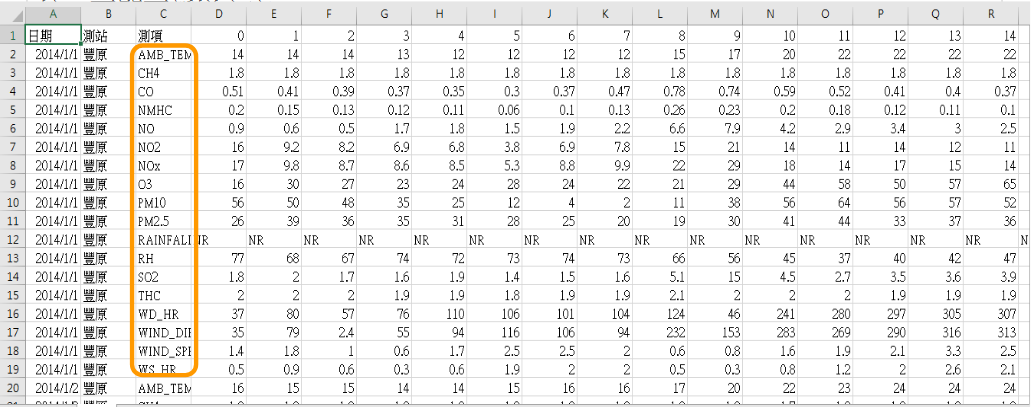 A B C D E F G H I J K L M N O P Q R
1 日期 測站 測項 0 1 2 3 4 5 6 7 8 9 10 11 12 13 14
2 2014/1/1 豐原 AMB_TEM 14 14 14 13 12 12 12 12 15 17 20 22 22 22 22
3 2014/1/1 豐原 CH4 1.8 1.8 1.8 1.8 1.8 1.8 1.8 1.8 1.8 1.8 1.8 1.8 1.8 1.8 1.8
4 2014/1/1 豐原 CO 0.51 0.41 0.39 0.37 0.35 0.3 0.37 0.47 0.78 0.74 0.59 0.52 0.41 0.4 0.37
5 2014/1/1 豐原 NMHC 0.2 0.15 0.13 0.12 0.11 0.06 0.1 0.13 0.26 0.23 0.2 0.18 0.12 0.11 0.1
6 2014/1/1 豐原 NO 0.9 0.6 0.5 1.7 1.8 1.5 1.9 2.2 6.6 7.9 4.2 2.9 3.4 3 2.5
7 2014/1/1 豐原 NO2 16 9.2 8.2 6.9 6.8 3.8 6.9 7.8 15 21 14 11 14 12 11
8 2014/1/1 豐原 NOx 17 9.8 8.7 8.6 8.5 5.3 8.8 9.9 22 29 18 14 17 15 14
9 2014/1/1 豐原 O3 16 30 27 23 24 28 24 22 21 29 44 58 50 57 65
10 2014/1/1 豐原 PM10 56 50 48 35 25 12 4 2 11 38 56 64 56 57 52
11 2014/1/1 豐原 PM2.5 26 39 36 35 31 28 25 20 19 30 41 44 33 37 36
12 2014/1/1 豐原 RAINFALL NR NR NR NR NR NR NR NR NR NR NR NR NR NR NR N
13 2014/1/1 豐原 RH 77 68 67 74 72 73 74 73 66 56 45 37 40 42 47
14 2014/1/1 豐原 SO2 1.8 2 1.7 1.6 1.9 1.4 1.5 1.6 5.1 15 4.5 2.7 3.5 3.6 3.9
15 2014/1/1 豐原 THC 2 2 2 1.9 1.9 1.8 1.9 1.9 2.1 2 2 2 1.9 1.9 1.9
16 2014/1/1 豐原 WD_HR 37 80 57 76 110 106 101 104 124 46 241 280 297 305 307
17 2014/1/1 豐原 WIND_DIR 35 79 2.4 55 94 116 106 94 232 153 283 269 290 316 313
18 2014/1/1 豐原 WIND_SPE 1.4 1.8 1 0.6 1.7 2.5 2.5 2 0.6 0.8 1.6 1.9 2.1 3.3 2.5
19 2014/1/1 豐原 WS_HR 0.5 0.9 0.6 0.3 0.6 1.9 2 2 0.5 0.3 0.8 1.2 2 2.6 2.1
20 2014/1/2 豐原 AMB_TEM 16 15 15 14 14 15 16 16 17 20 22 23 24 24 24